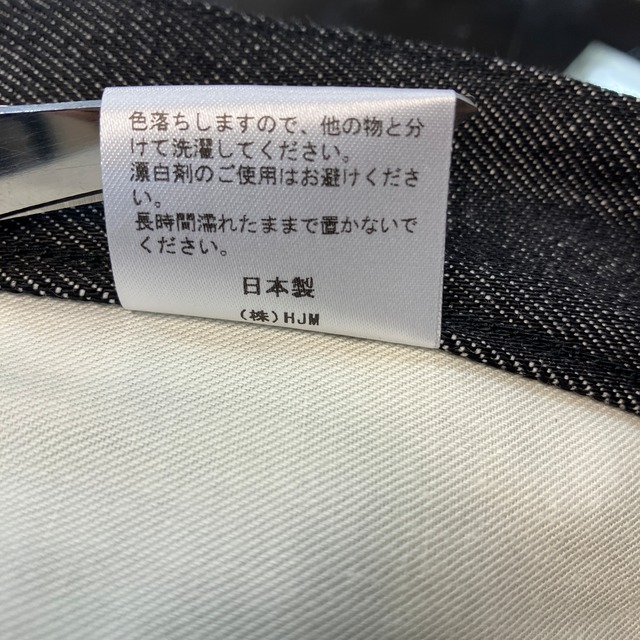 色落ちしますので、他の物と分
けて洗濯してください。
漂白剤のご使用はお避けくださ
い。
長時間濡れたままで置かないで
ください。
日本製
(株)HJM